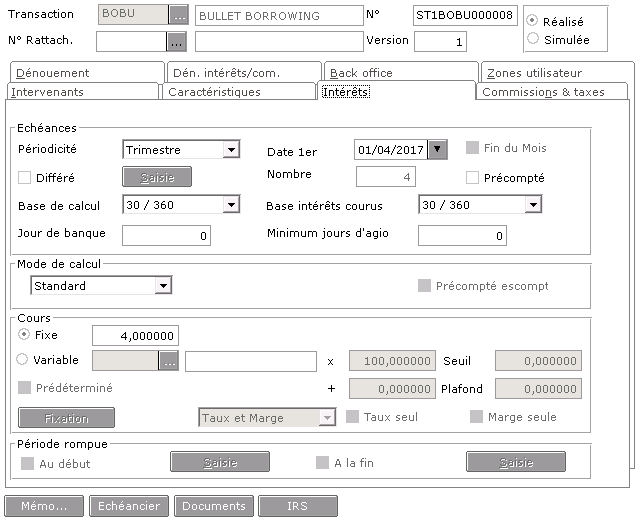 Transaction BOBU ... BULLET BORROWING N° ST1BOBU000008 Réalisé
N° Rattach. ... Version 1 Simulée
Dénouement Dén. intérêts/com. Back office Zones utilisateur
Intervenants Caractéristiques Intérêts Commissions & taxes
Echéances
Périodicité Trimestre Date 1er 01/04/2017 Fin du Mois
Différé Saisie Nombre 4 Précompté
Base de calcul 30 / 360 Base intérêts courus 30 / 360
Jour de banque 0 Minimum jours d'agio 0
Mode de calcul
Standard Précompté escompt
Cours
Fixe 4,000000
Variable ... x 100,000000 Seuil 0,000000
Prédéterminé + 0,000000 Plafond 0,000000
Fixation Taux et Marge Taux seul Marge seule
Période rompue
Au début Saisie A la fin Saisie
Mémo... Echéancier Documents IRS